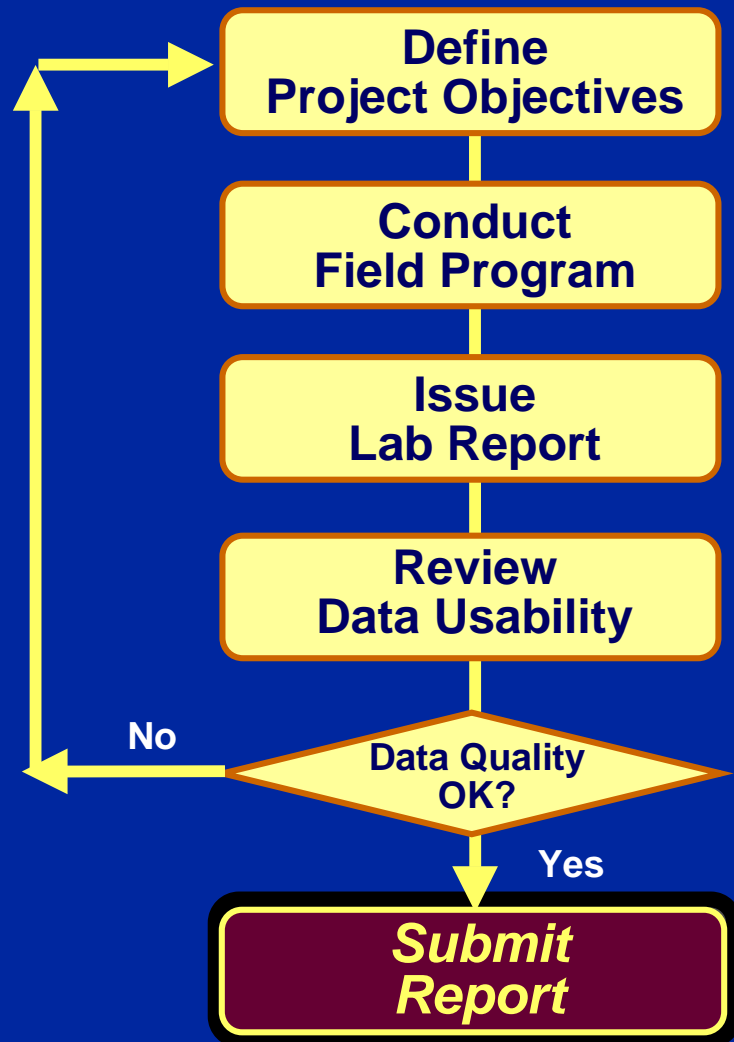 Define
Project Objectives
Conduct
Field Program
Issue
Lab Report
Review
Data Usability
No
Data Quality
OK?
Yes
Submit
Report